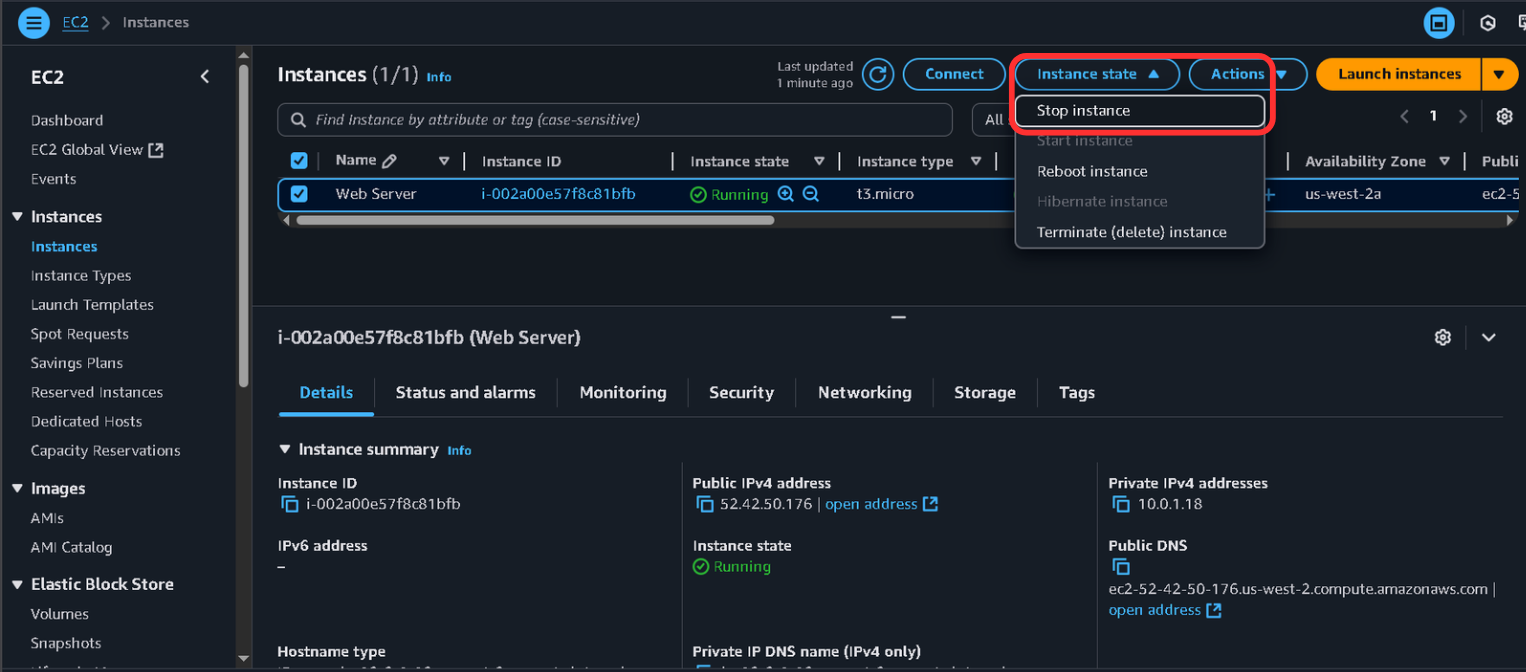 EC2 > Instances
EC2
Dashboard
EC2 Global View
Events
Instances
Instances
Instance Types
Launch Templates
Spot Requests
Savings Plans
Reserved Instances
Dedicated Hosts
Capacity Reservations
Images
AMIs
AMI Catalog
Elastic Block Store
Volumes
Snapshots
Instances (1/1) Info
Last updated
1 minute ago
Connect
Instance state
Actions
Launch instances
Find Instance by attribute or tag (case-sensitive)
All
1
Stop instance
Start instance
Reboot instance
Hibernate instance
Terminate (delete) instance
Name Instance ID Instance state Instance type Availability Zone
Web Server i-002a00e57f8c81bfb Running t3.micro us-west-2a
i-002a00e57f8c81bfb (Web Server)
Details Status and alarms Monitoring Security Networking Storage Tags
Instance summary Info
Instance ID
i-002a00e57f8c81bfb
IPv6 address
–
Hostname type
Public IPv4 address
52.42.50.176 | open address
Instance state
Running
Private IP DNS name (IPv4 only)
Private IPv4 addresses
10.0.1.18
Public DNS
ec2-52-42-50-176.us-west-2.compute.amazonaws.com |
open address